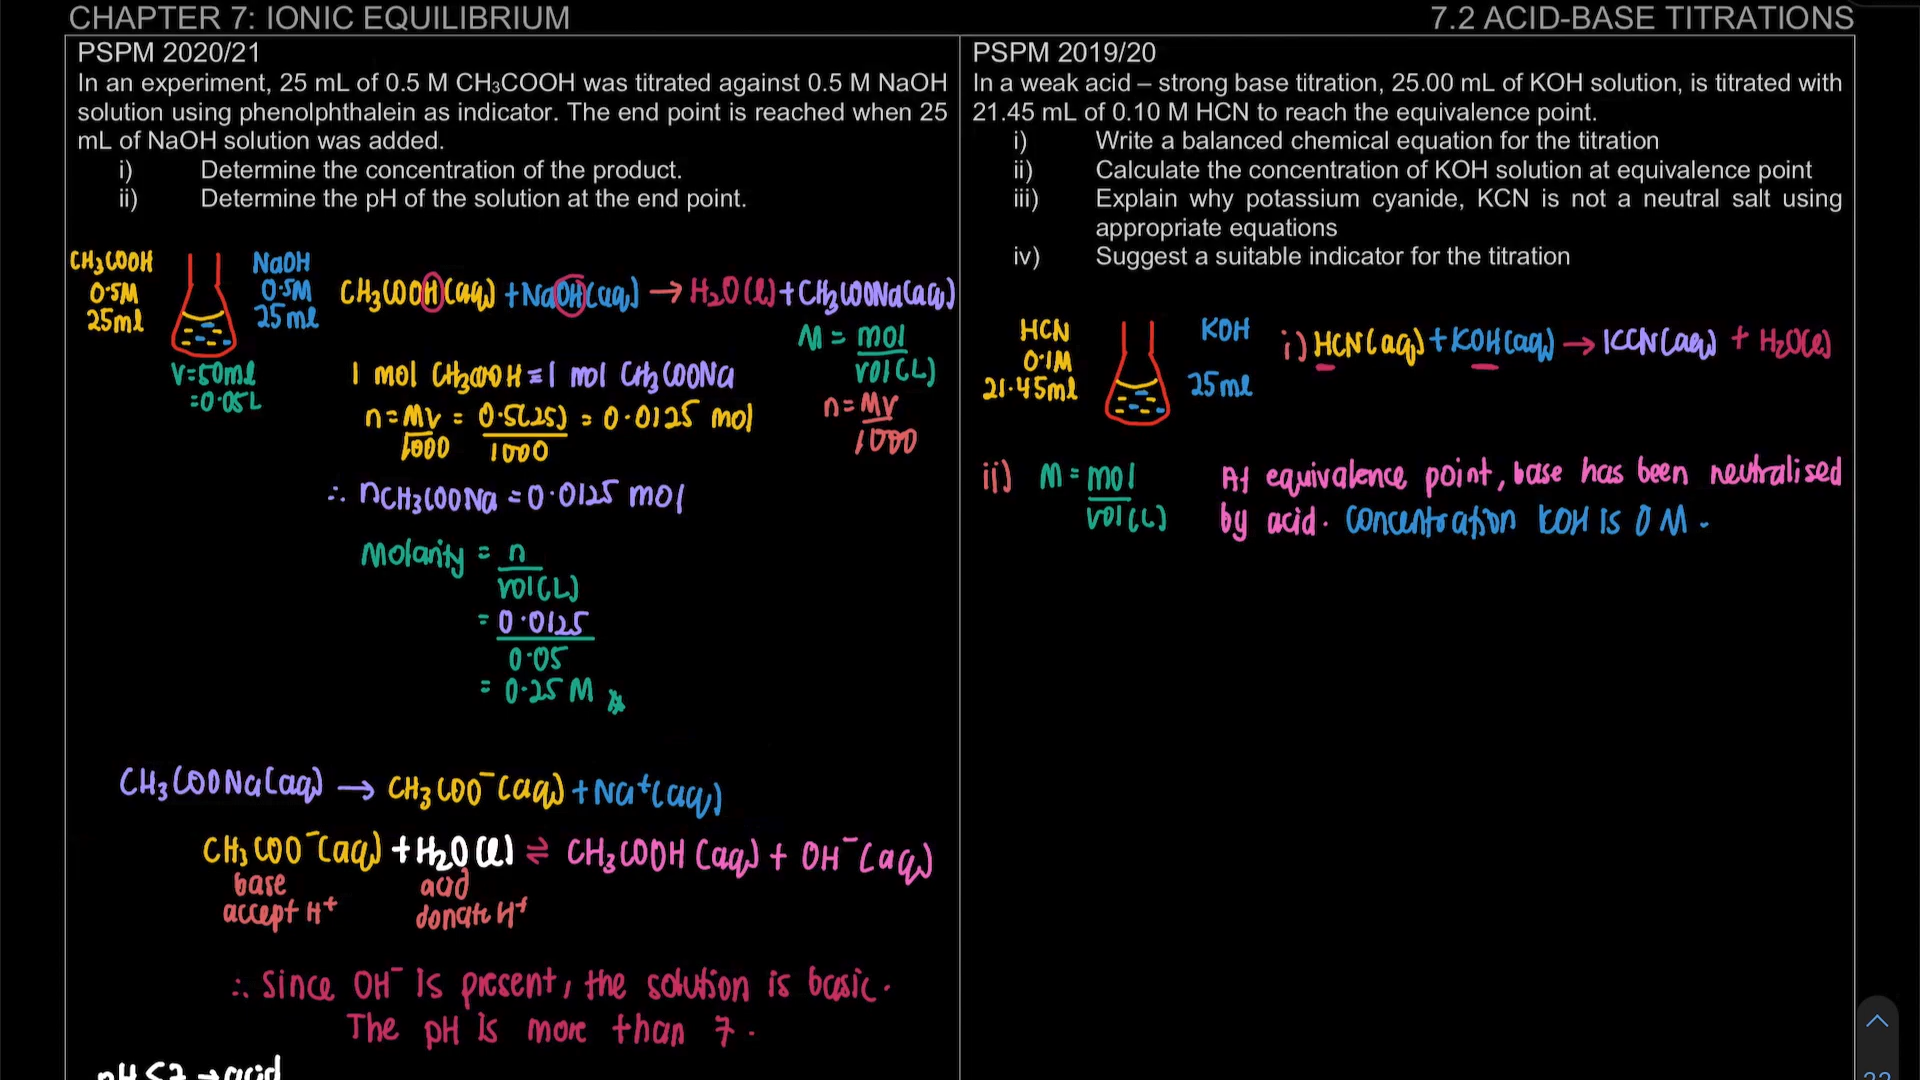 CHAPTER 7: IONIC EQUILIBRIUM
7.2 ACID-BASE TITRATIONS
PSPM 2020/21
In an experiment, 25 mL of 0.5 M CH₃COOH was titrated against 0.5 M NaOH
solution using phenolphthalein as indicator. The end point is reached when 25
mL of NaOH solution was added.
i) Determine the concentration of the product.
ii) Determine the pH of the solution at the end point.
CH₃COOH
0.5M
25ml
NaOH
0.5M
25ml
V=50ml
=0.05L
CH₃COOH(aq) + NaOH(aq) → H₂O(l) + CH₃COONa(aq)
M = mol
vol(L)
n = MV
1000
1 mol CH₃COOH ≡ 1 mol CH₃COONa
n = MV = 0.5(25) = 0.0125 mol
1000 1000
∴ nCH₃COONa = 0.0125 mol
Molarity = n
vol(L)
= 0.0125
0.05
= 0.25 M
CH₃COONa(aq) → CH₃COO⁻(aq) + Na⁺(aq)
CH₃COO⁻(aq) + H₂O(l) ⇌ CH₃COOH(aq) + OH⁻(aq)
base acid
accept H⁺ donate H⁺
∴ Since OH⁻ is present, the solution is basic.
The pH is more than 7.
pH < 7 → acid
PSPM 2019/20
In a weak acid – strong base titration, 25.00 mL of KOH solution, is titrated with
21.45 mL of 0.10 M HCN to reach the equivalence point.
i) Write a balanced chemical equation for the titration
ii) Calculate the concentration of KOH solution at equivalence point
iii) Explain why potassium cyanide, KCN is not a neutral salt using
appropriate equations
iv) Suggest a suitable indicator for the titration
HCN
0.1M
21.45ml
KOH
25ml
i) HCN(aq) + KOH(aq) → KCN(aq) + H₂O(l)
ii) M = mol
vol(L)
At equivalence point, base has been neutralised
by acid. Concentration KOH is 0 M.